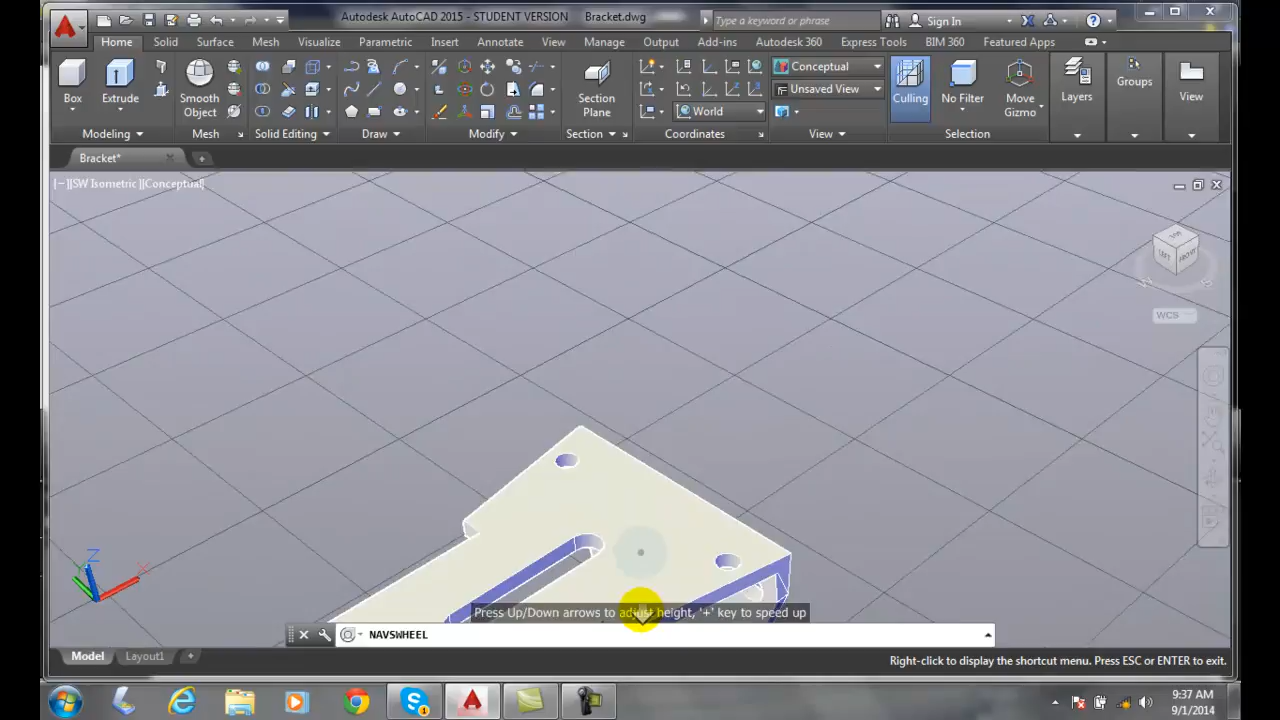 Autodesk AutoCAD 2015 - STUDENT VERSION Bracket.dwg
Type a keyword or phrase
Sign In
Home Solid Surface Mesh Visualize Parametric Insert Annotate View Manage Output Add-ins Autodesk 360 Express Tools BIM 360 Featured Apps
Box
Extrude
Smooth
Object
Section
Plane
Conceptual
Unsaved View
World
Culling
No Filter
Move
Gizmo
Layers
Groups
View
Modeling
Mesh
Solid Editing
Draw
Modify
Section
Coordinates
View
Selection
Bracket*
[−][SW Isometric][Conceptual]
TOP
LEFT
FRONT
WCS
Z
X
Press Up/Down arrows to adjust height, '+' key to speed up
NAVSWHEEL
Model
Layout1
Right-click to display the shortcut menu. Press ESC or ENTER to exit.
9:37 AM
9/1/2014